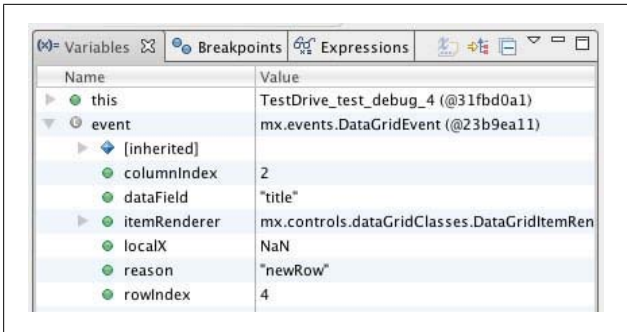 (x)= Variables Breakpoints Expressions
Name Value
this TestDrive_test_debug_4 (@31fbd0a1)
event mx.events.DataGridEvent (@23b9ea11)
[inherited]
columnIndex 2
dataField "title"
itemRenderer mx.controls.dataGridClasses.DataGridItemRen
localX NaN
reason "newRow"
rowIndex 4